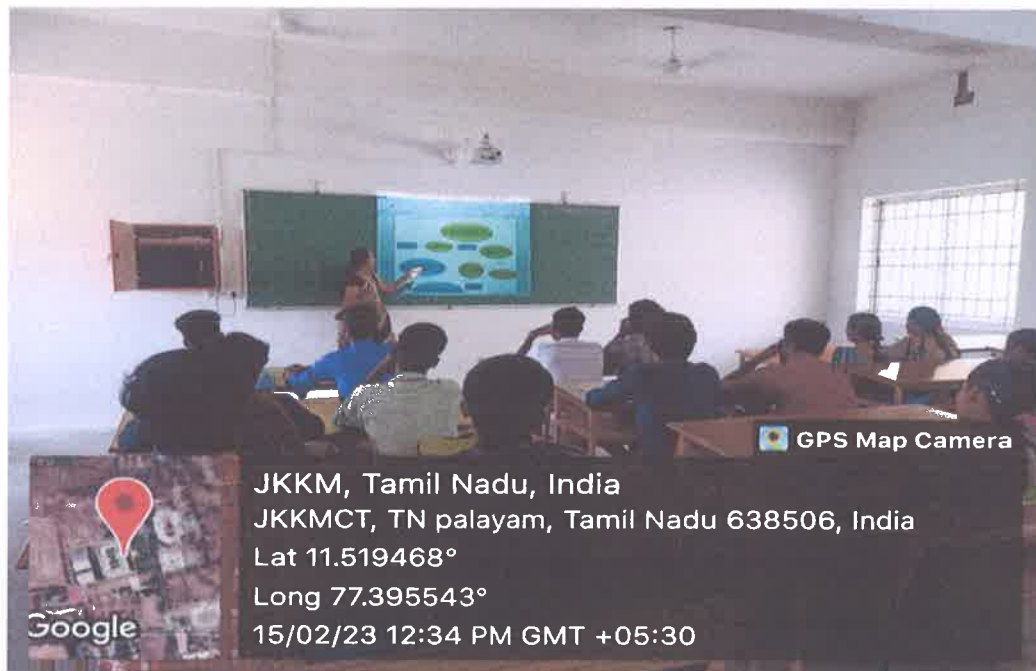 GPS Map Camera
JKKM, Tamil Nadu, India
JKKMCT, TN palayam, Tamil Nadu 638506, India
Lat 11.519468°
Long 77.395543°
15/02/23 12:34 PM GMT +05:30
Google